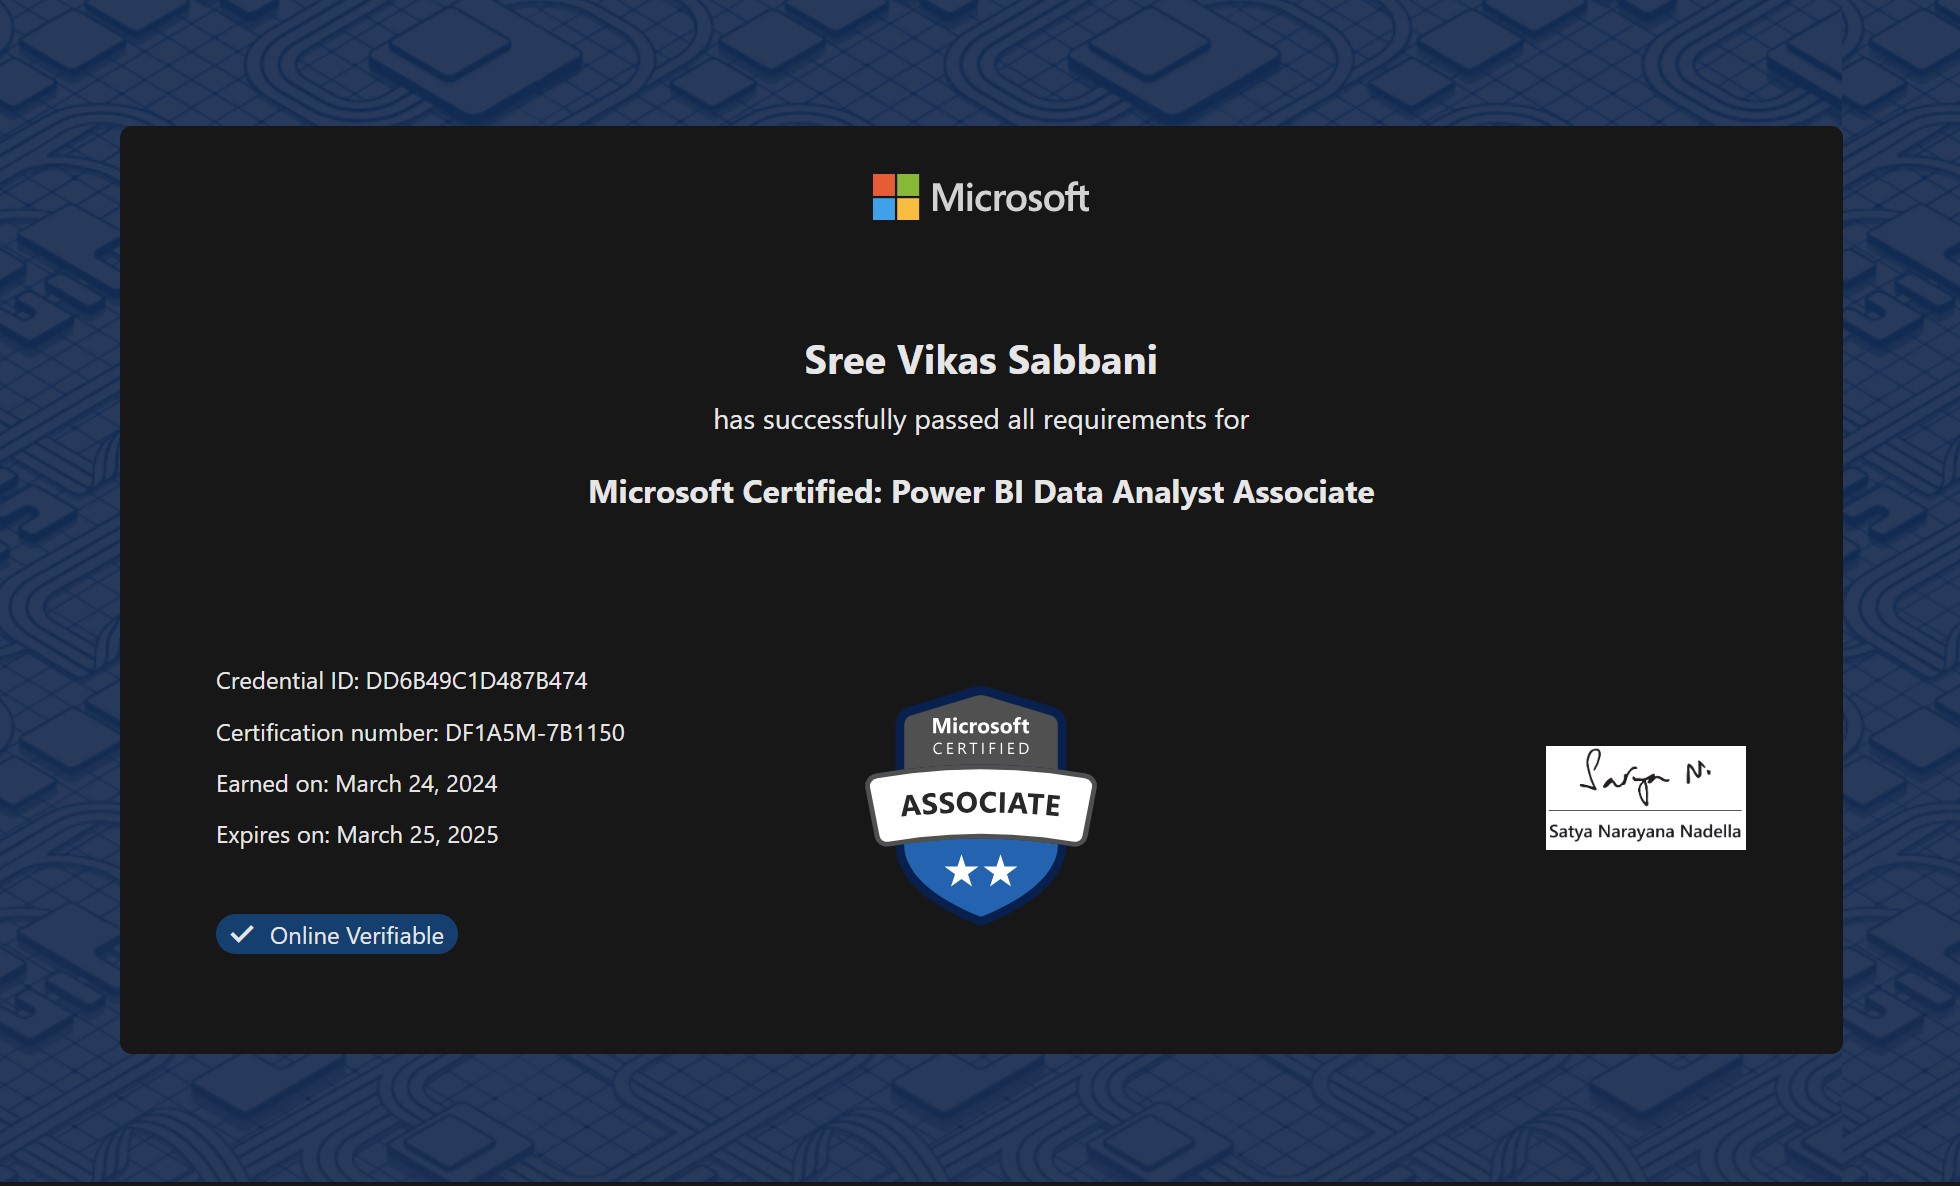 Microsoft
Sree Vikas Sabbani
has successfully passed all requirements for
Microsoft Certified: Power BI Data Analyst Associate
Credential ID: DD6B49C1D487B474
Certification number: DF1A5M-7B1150
Earned on: March 24, 2024
Expires on: March 25, 2025
Online Verifiable
Microsoft
CERTIFIED
ASSOCIATE
Satya N.
Satya Narayana Nadella